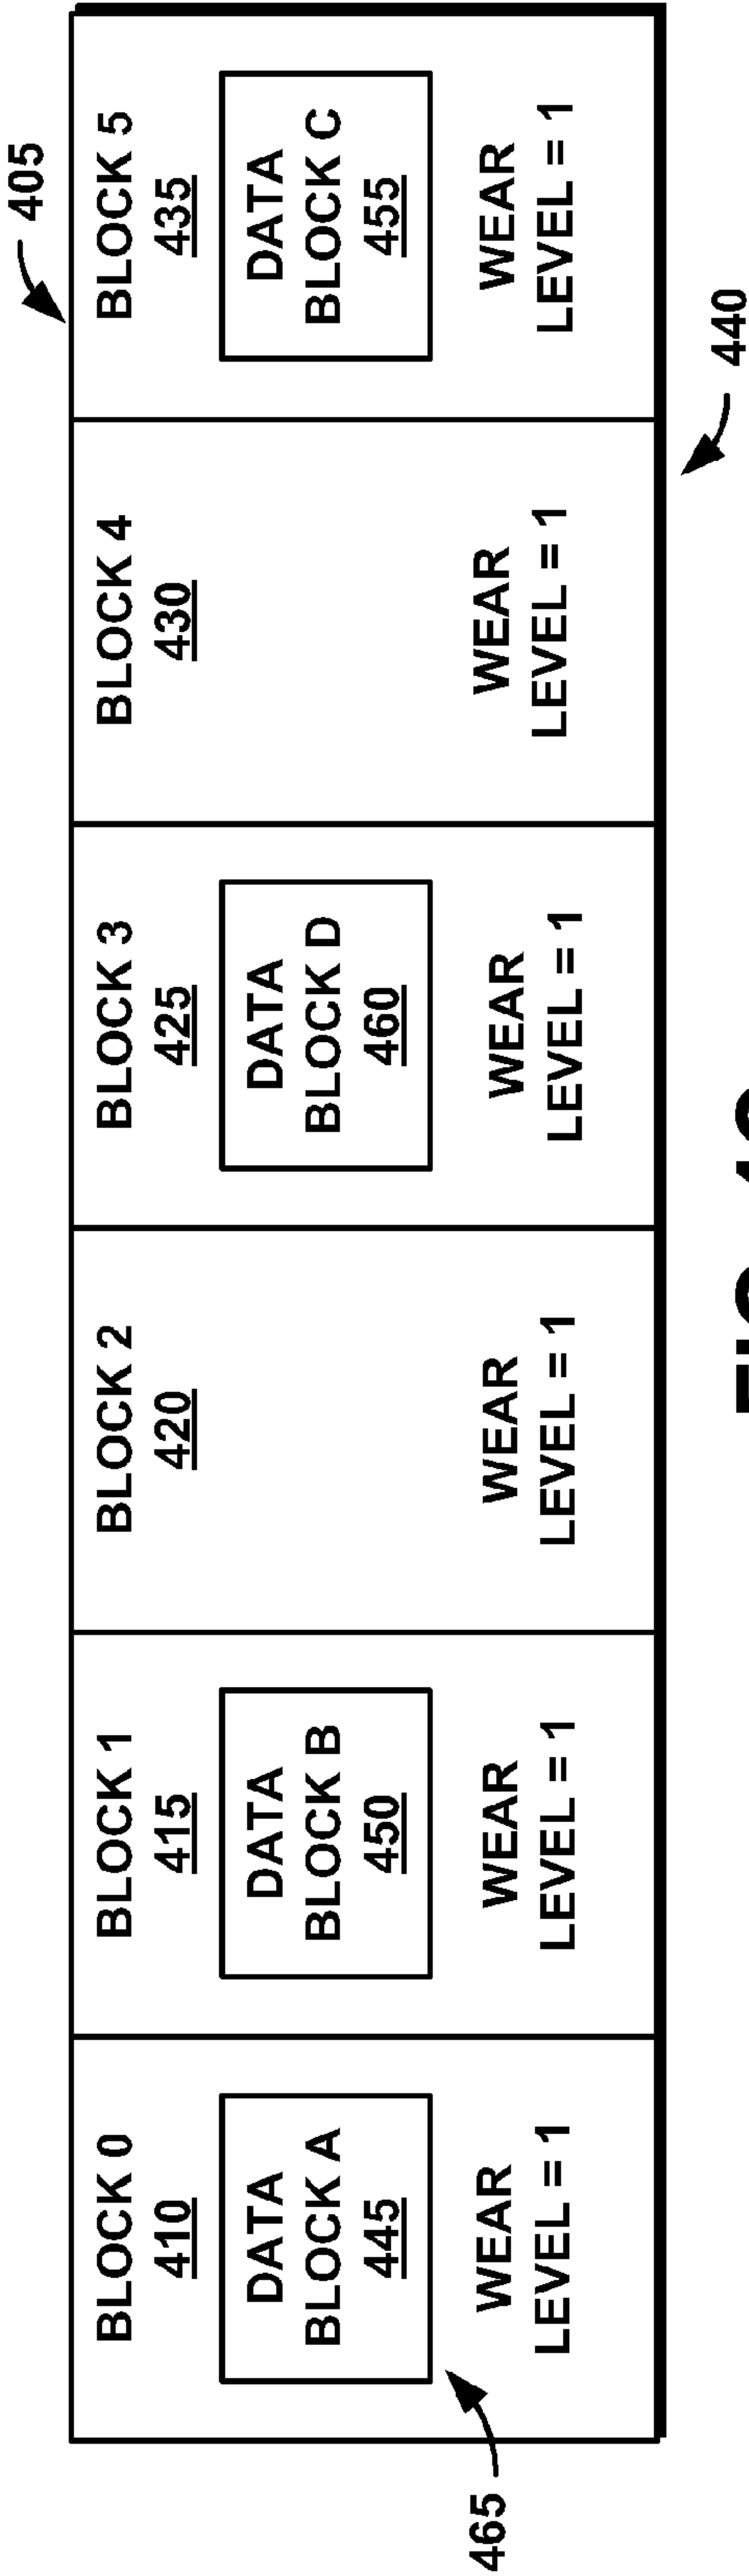 405
BLOCK 0
410
DATA
BLOCK A
445
WEAR
LEVEL = 1
BLOCK 1
415
DATA
BLOCK B
450
WEAR
LEVEL = 1
BLOCK 2
420
WEAR
LEVEL = 1
BLOCK 3
425
DATA
BLOCK D
460
WEAR
LEVEL = 1
BLOCK 4
430
WEAR
LEVEL = 1
BLOCK 5
435
DATA
BLOCK C
455
WEAR
LEVEL = 1
465
440